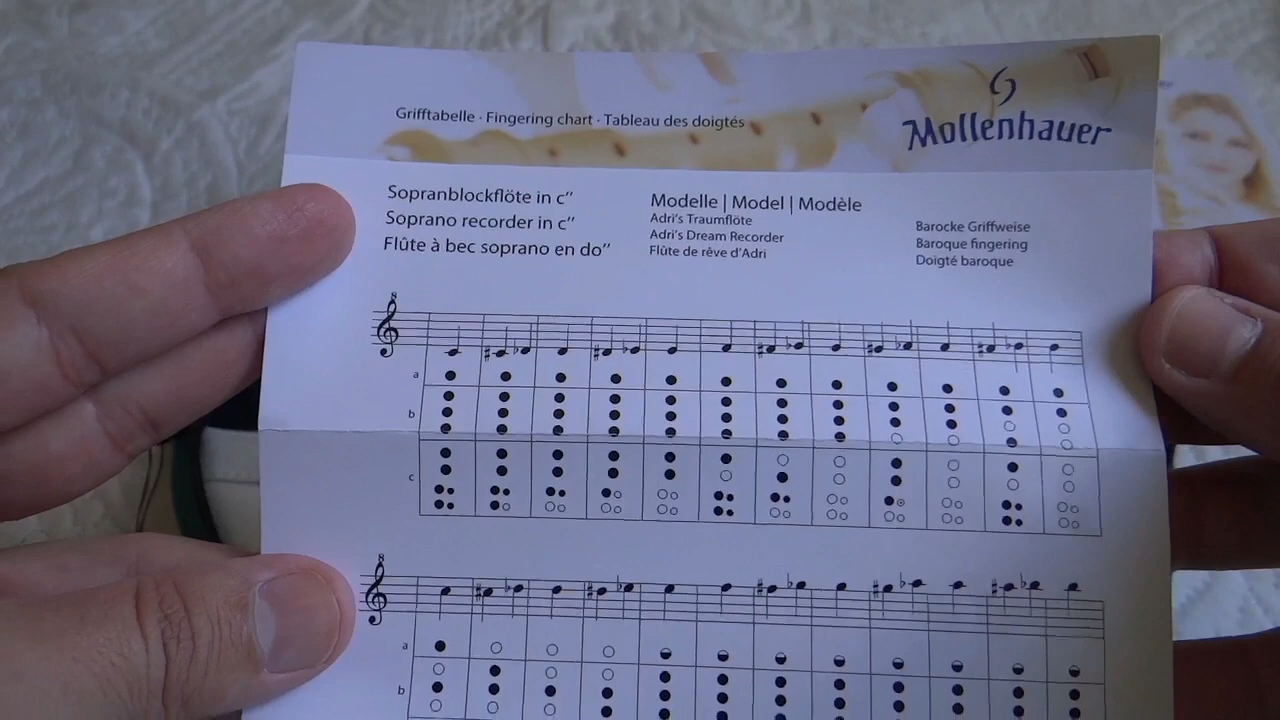 Grifftabelle · Fingering chart · Tableau des doigtés
Mollenhauer
Sopranblockflöte in c’’
Soprano recorder in c’’
Flûte à bec soprano en do’’
Modelle | Model | Modèle
Adri's Traumflöte
Adri's Dream Recorder
Flûte de rêve d'Adri
Barocke Griffweise
Baroque fingering
Doigté baroque
8
a
b
c
8
a
b